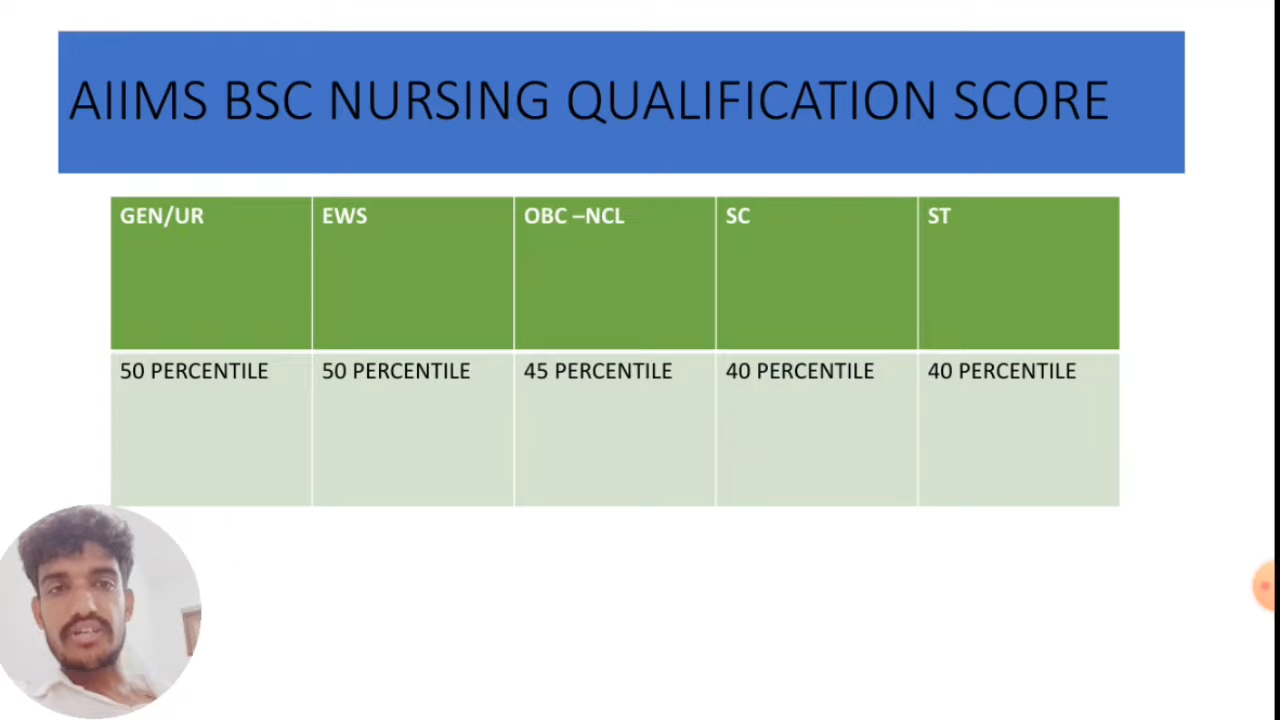 AIIMS BSC NURSING QUALIFICATION SCORE
GEN/UR EWS OBC –NCL SC ST
50 PERCENTILE 50 PERCENTILE 45 PERCENTILE 40 PERCENTILE 40 PERCENTILE